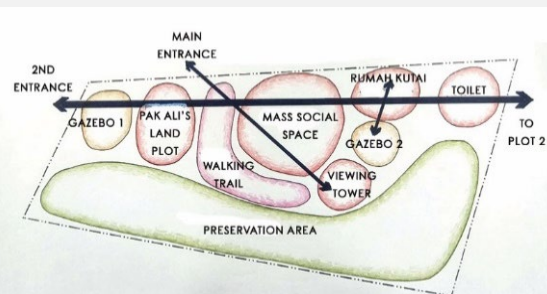 MAIN
ENTRANCE
2ND
ENTRANCE
GAZEBO 1
PAK ALI'S
LAND
PLOT
WALKING
TRAIL
MASS SOCIAL
SPACE
RUMAH KUTAI
GAZEBO 2
TOILET
TO
PLOT 2
VIEWING
TOWER
PRESERVATION AREA